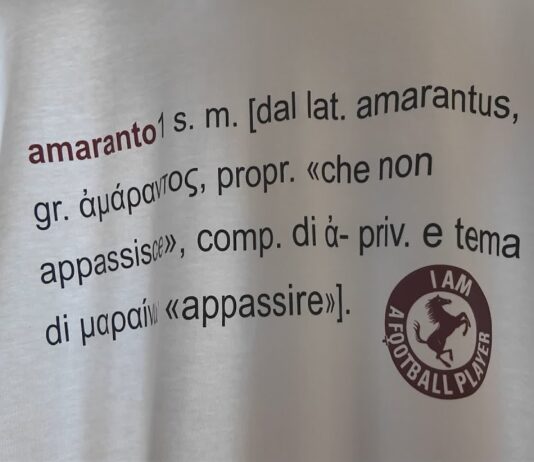 amaranto1 s. m. [dal lat. amarantus,
gr. ἀμάραντος, propr. «che non
appassisce», comp. di ἀ- priv. e tema
di «appassire»].
I AM
A FOOTBALL PLAYER